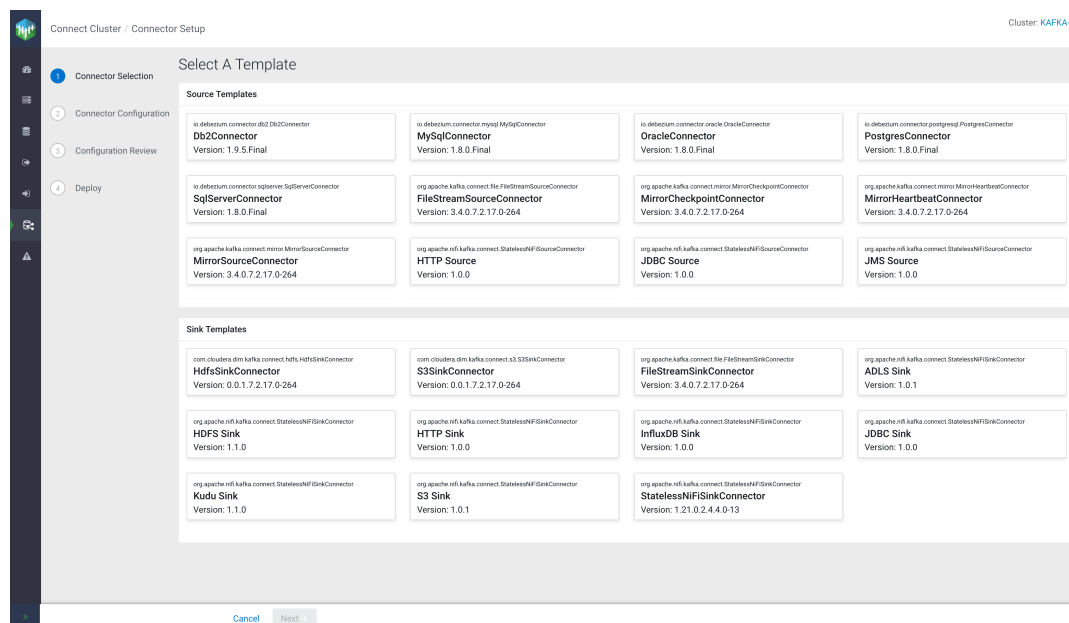 Connect Cluster / Connector Setup
Cluster: KAFKA-
1 Connector Selection
2 Connector Configuration
3 Configuration Review
4 Deploy
Select A Template
Source Templates
io.debezium.connector.db2.Db2Connector
Db2Connector
Version: 1.9.5.Final
io.debezium.connector.mysql.MySqlConnector
MySqlConnector
Version: 1.8.0.Final
io.debezium.connector.oracle.OracleConnector
OracleConnector
Version: 1.8.0.Final
io.debezium.connector.postgresql.PostgresConnector
PostgresConnector
Version: 1.8.0.Final
io.debezium.connector.sqlserver.SqlServerConnector
SqlServerConnector
Version: 1.8.0.Final
org.apache.kafka.connect.file.FileStreamSourceConnector
FileStreamSourceConnector
Version: 3.4.0.7.2.17.0-264
org.apache.kafka.connect.mirror.MirrorCheckpointConnector
MirrorCheckpointConnector
Version: 3.4.0.7.2.17.0-264
org.apache.kafka.connect.mirror.MirrorHeartbeatConnector
MirrorHeartbeatConnector
Version: 3.4.0.7.2.17.0-264
org.apache.kafka.connect.mirror.MirrorSourceConnector
MirrorSourceConnector
Version: 3.4.0.7.2.17.0-264
org.apache.nifi.kafka.connect.StatelessNiFiSourceConnector
HTTP Source
Version: 1.0.0
org.apache.nifi.kafka.connect.StatelessNiFiSourceConnector
JDBC Source
Version: 1.0.0
org.apache.nifi.kafka.connect.StatelessNiFiSourceConnector
JMS Source
Version: 1.0.0
Sink Templates
com.cloudera.dim.kafka.connect.hdfs.HdfsSinkConnector
HdfsSinkConnector
Version: 0.0.1.7.2.17.0-264
com.cloudera.dim.kafka.connect.s3.S3SinkConnector
S3SinkConnector
Version: 0.0.1.7.2.17.0-264
org.apache.kafka.connect.file.FileStreamSinkConnector
FileStreamSinkConnector
Version: 3.4.0.7.2.17.0-264
org.apache.nifi.kafka.connect.StatelessNiFiSinkConnector
ADLS Sink
Version: 1.0.1
org.apache.nifi.kafka.connect.StatelessNiFiSinkConnector
HDFS Sink
Version: 1.1.0
org.apache.nifi.kafka.connect.StatelessNiFiSinkConnector
HTTP Sink
Version: 1.0.0
org.apache.nifi.kafka.connect.StatelessNiFiSinkConnector
InfluxDB Sink
Version: 1.0.0
org.apache.nifi.kafka.connect.StatelessNiFiSinkConnector
JDBC Sink
Version: 1.0.0
org.apache.nifi.kafka.connect.StatelessNiFiSinkConnector
Kudu Sink
Version: 1.1.0
org.apache.nifi.kafka.connect.StatelessNiFiSinkConnector
S3 Sink
Version: 1.0.1
org.apache.nifi.kafka.connect.StatelessNiFiSinkConnector
StatelessNiFiSinkConnector
Version: 1.21.0.2.4.4.0-13
Cancel
Next